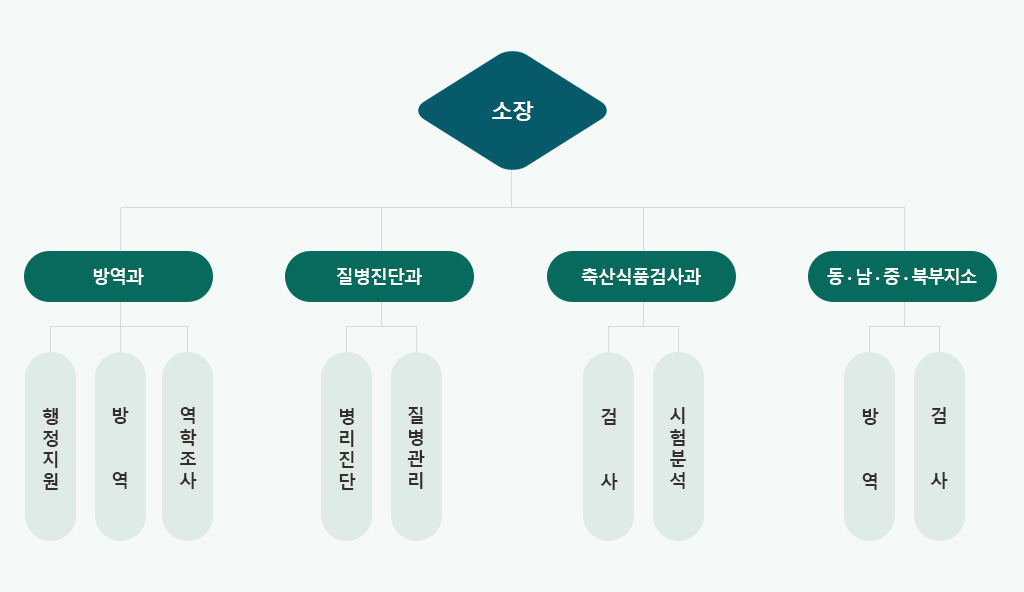 소장
방역과
질병진단과
축산식품검사과
동·남·중·북부지소
행정지원
방역
역학조사
병리진단
질병관리
검사
시험분석
방역
검사